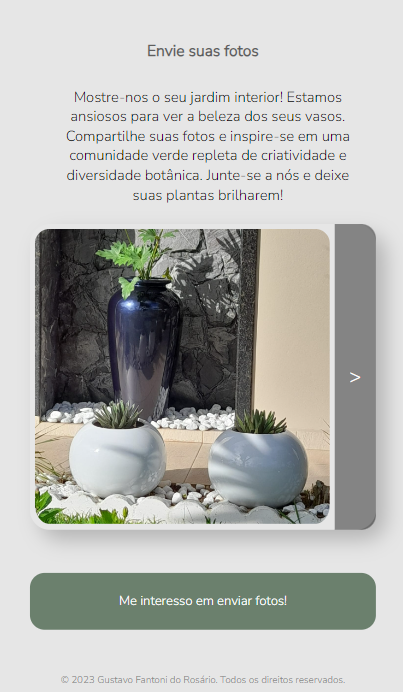 Envie suas fotos
Mostre-nos o seu jardim interior! Estamos
ansiosos para ver a beleza dos seus vasos.
Compartilhe suas fotos e inspire-se em uma
comunidade verde repleta de criatividade e
diversidade botânica. Junte-se a nós e deixe
suas plantas brilharem!
>
Me interesso em enviar fotos!
© 2023 Gustavo Fantoni do Rosário. Todos os direitos reservados.